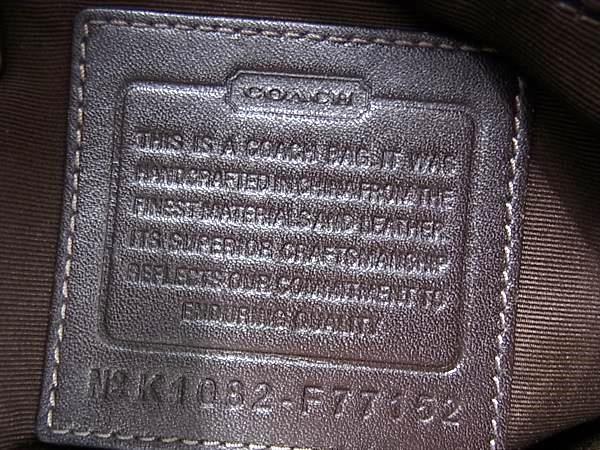 COACH
THIS IS A COACH BAG. IT WAS
HANDCRAFTED IN CHINA FROM THE
FINEST MATERIALS AND LEATHER.
ITS SUPERIOR CRAFTSMANSHIP
REFLECTS OUR COMMITMENT TO
ENDURING QUALITY.
No. K1082-F77152